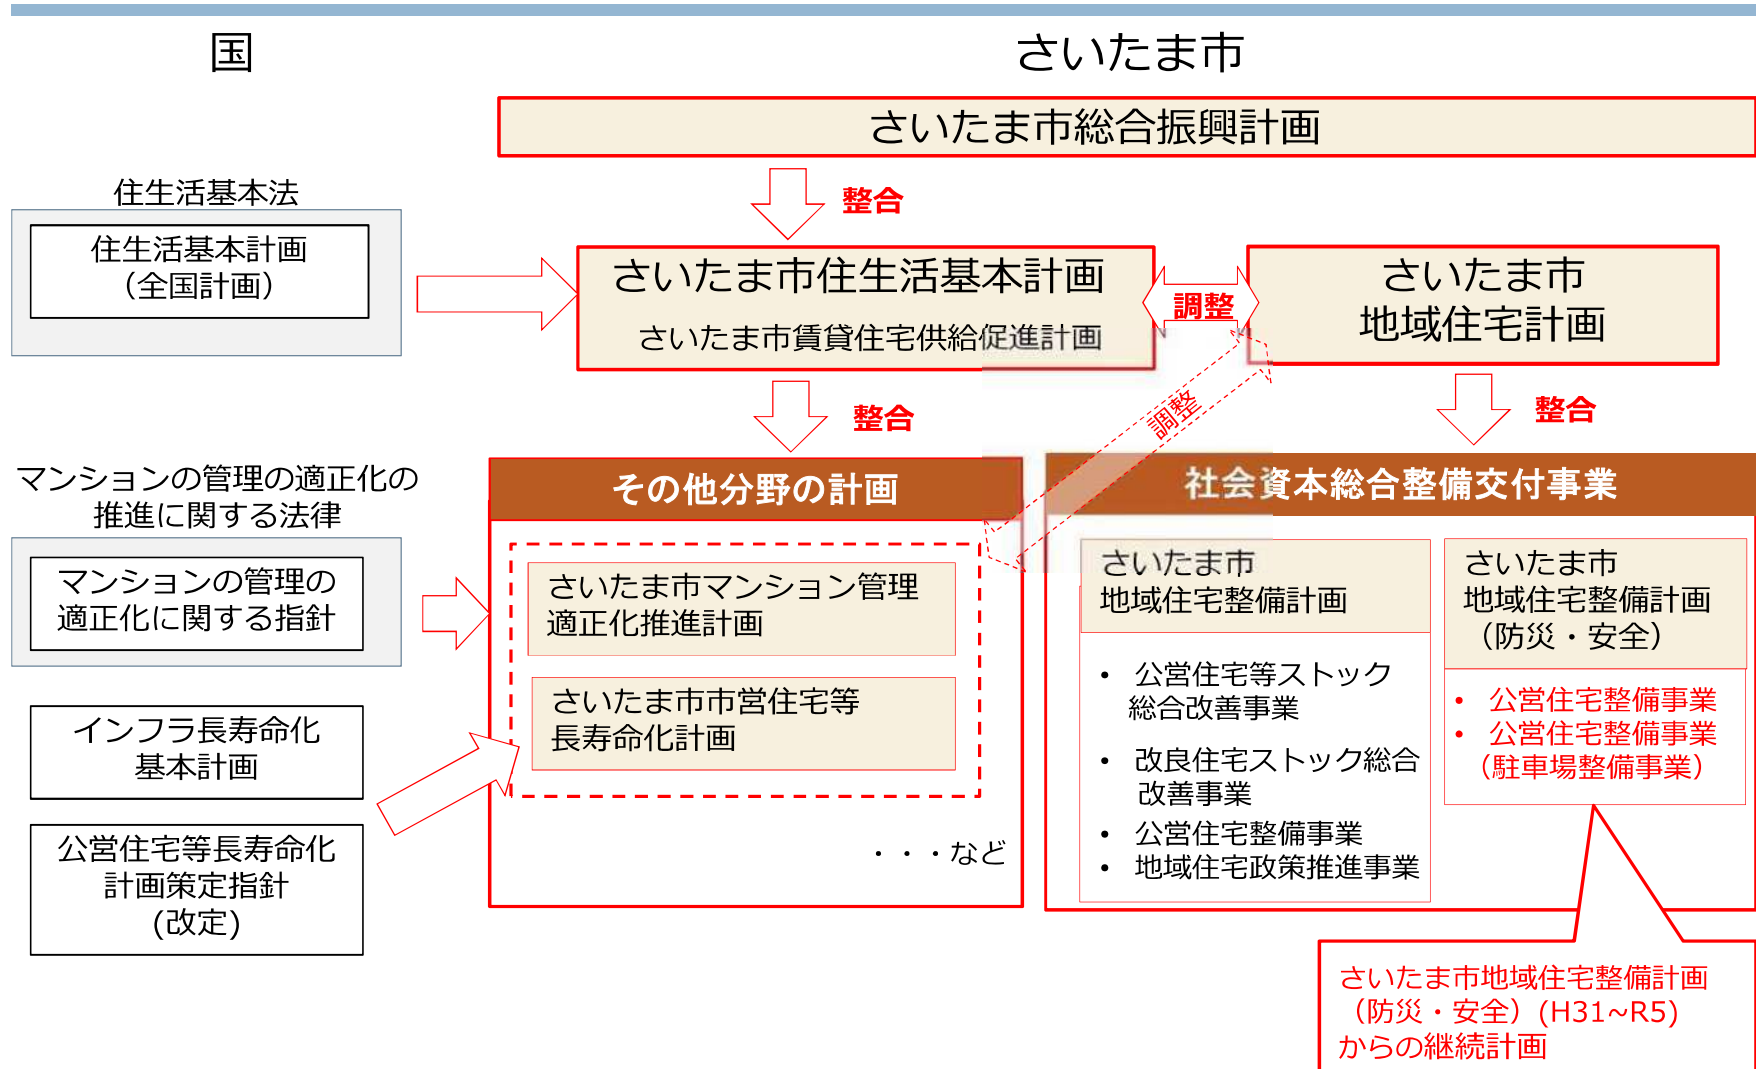 国
さいたま市
さいたま市総合振興計画
整合
住生活基本法
住生活基本計画
（全国計画）
さいたま市住生活基本計画
さいたま市賃貸住宅供給促進計画
調整
さいたま市
地域住宅計画
整合
調整
整合
マンションの管理の適正化の
推進に関する法律
マンションの管理の
適正化に関する指針
インフラ長寿命化
基本計画
公営住宅等長寿命化
計画策定指針
(改定)
その他分野の計画
さいたま市マンション管理
適正化推進計画
さいたま市市営住宅等
長寿命化計画
・・・など
社会資本総合整備交付事業
さいたま市
地域住宅整備計画
• 公営住宅等ストック
総合改善事業
• 改良住宅ストック総合
改善事業
• 公営住宅整備事業
• 地域住宅政策推進事業
さいたま市
地域住宅整備計画
（防災・安全）
• 公営住宅整備事業
• 公営住宅整備事業
（駐車場整備事業）
さいたま市地域住宅整備計画
（防災・安全）(H31~R5)
からの継続計画